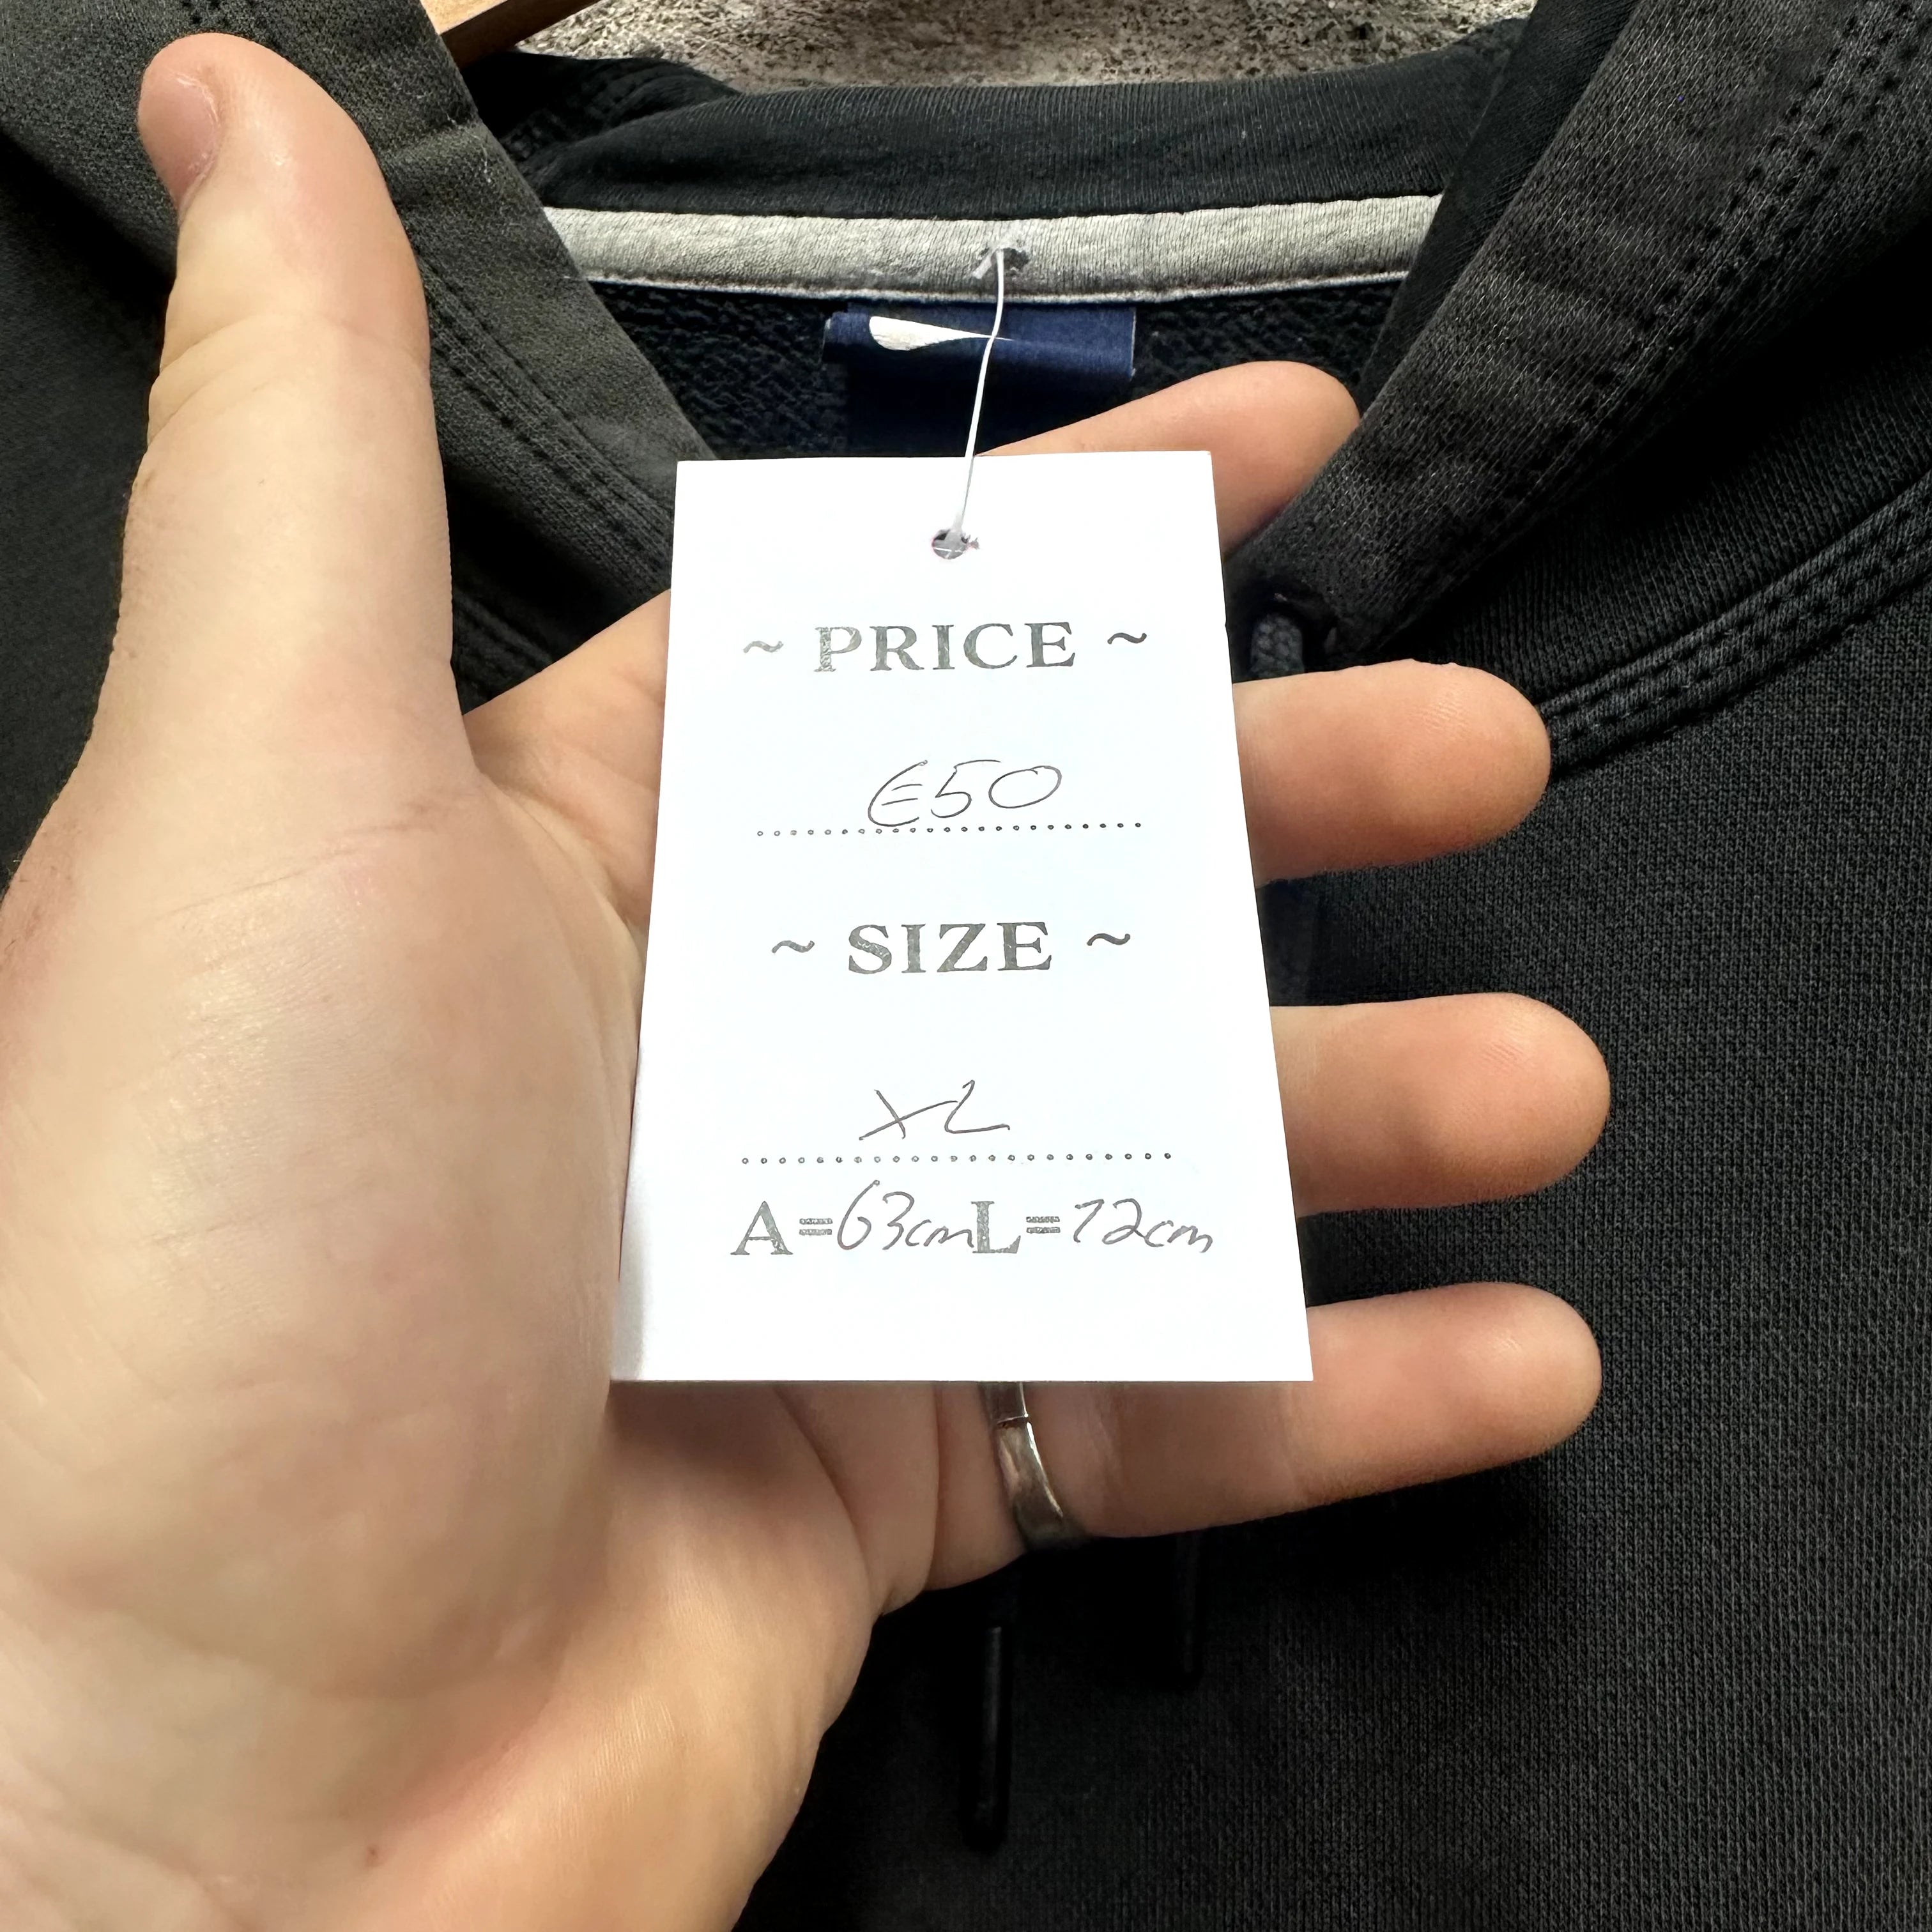 ~ PRICE ~
€50
~ SIZE ~
XL
A=63cm L=72cm